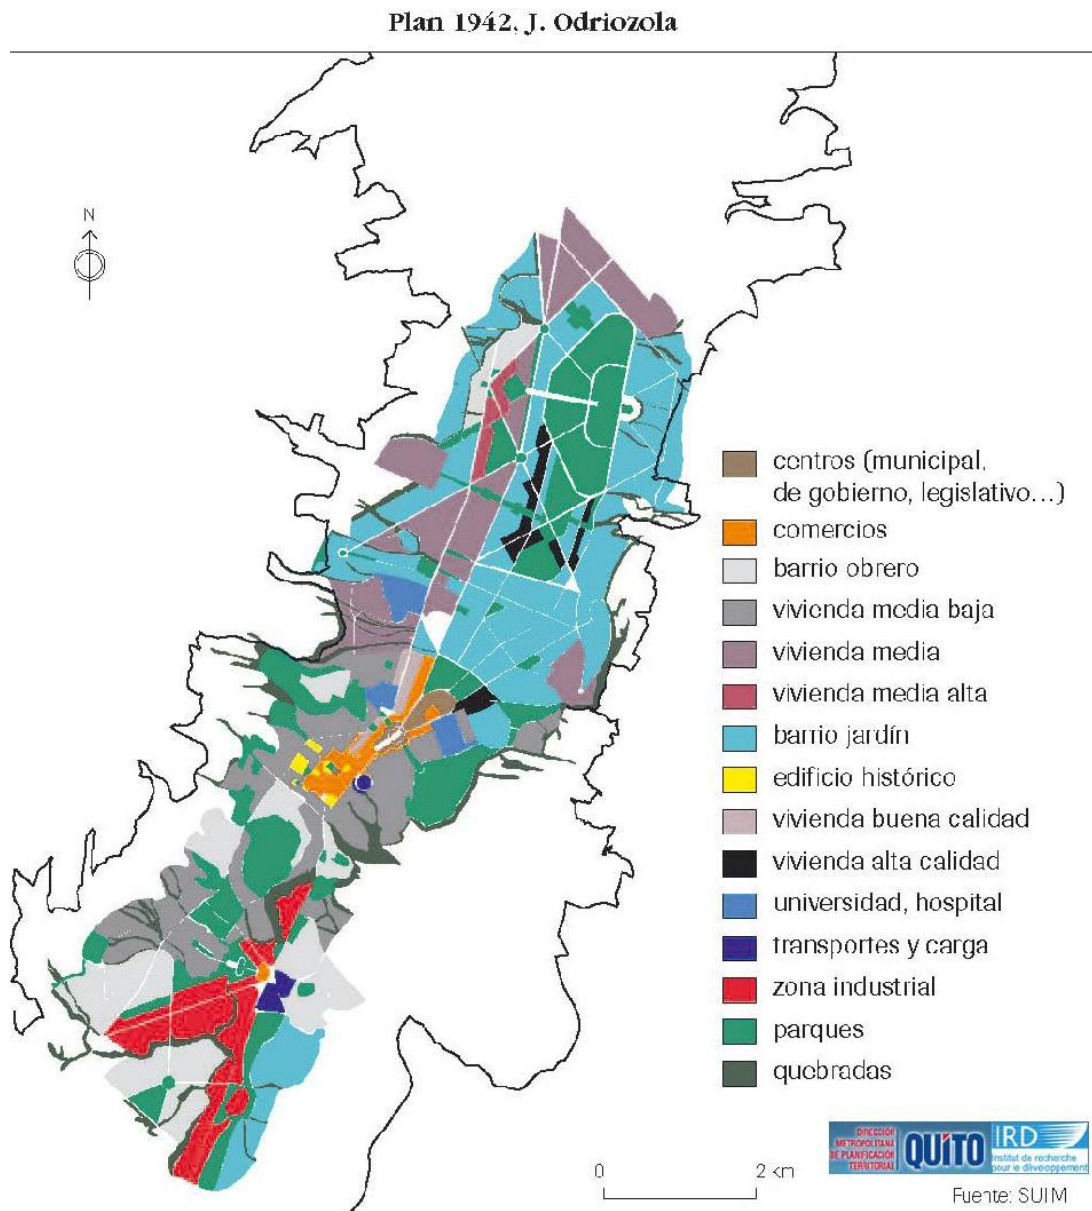 Plan 1942, J. Odriozola
N
centros (municipal,
de gobierno, legislativo...)
comercios
barrio obrero
vivienda media baja
vivienda media
vivienda media alta
barrio jardín
edificio histórico
vivienda buena calidad
vivienda alta calidad
universidad, hospital
transportes y carga
zona industrial
parques
quebradas
0 2 km
DIRECCIÓN
METROPOLITANA
DE PLANIFICACIÓN
TERRITORIAL
QUITO
IRD
Institut de recherche
pour le développement
Fuente: SUIM